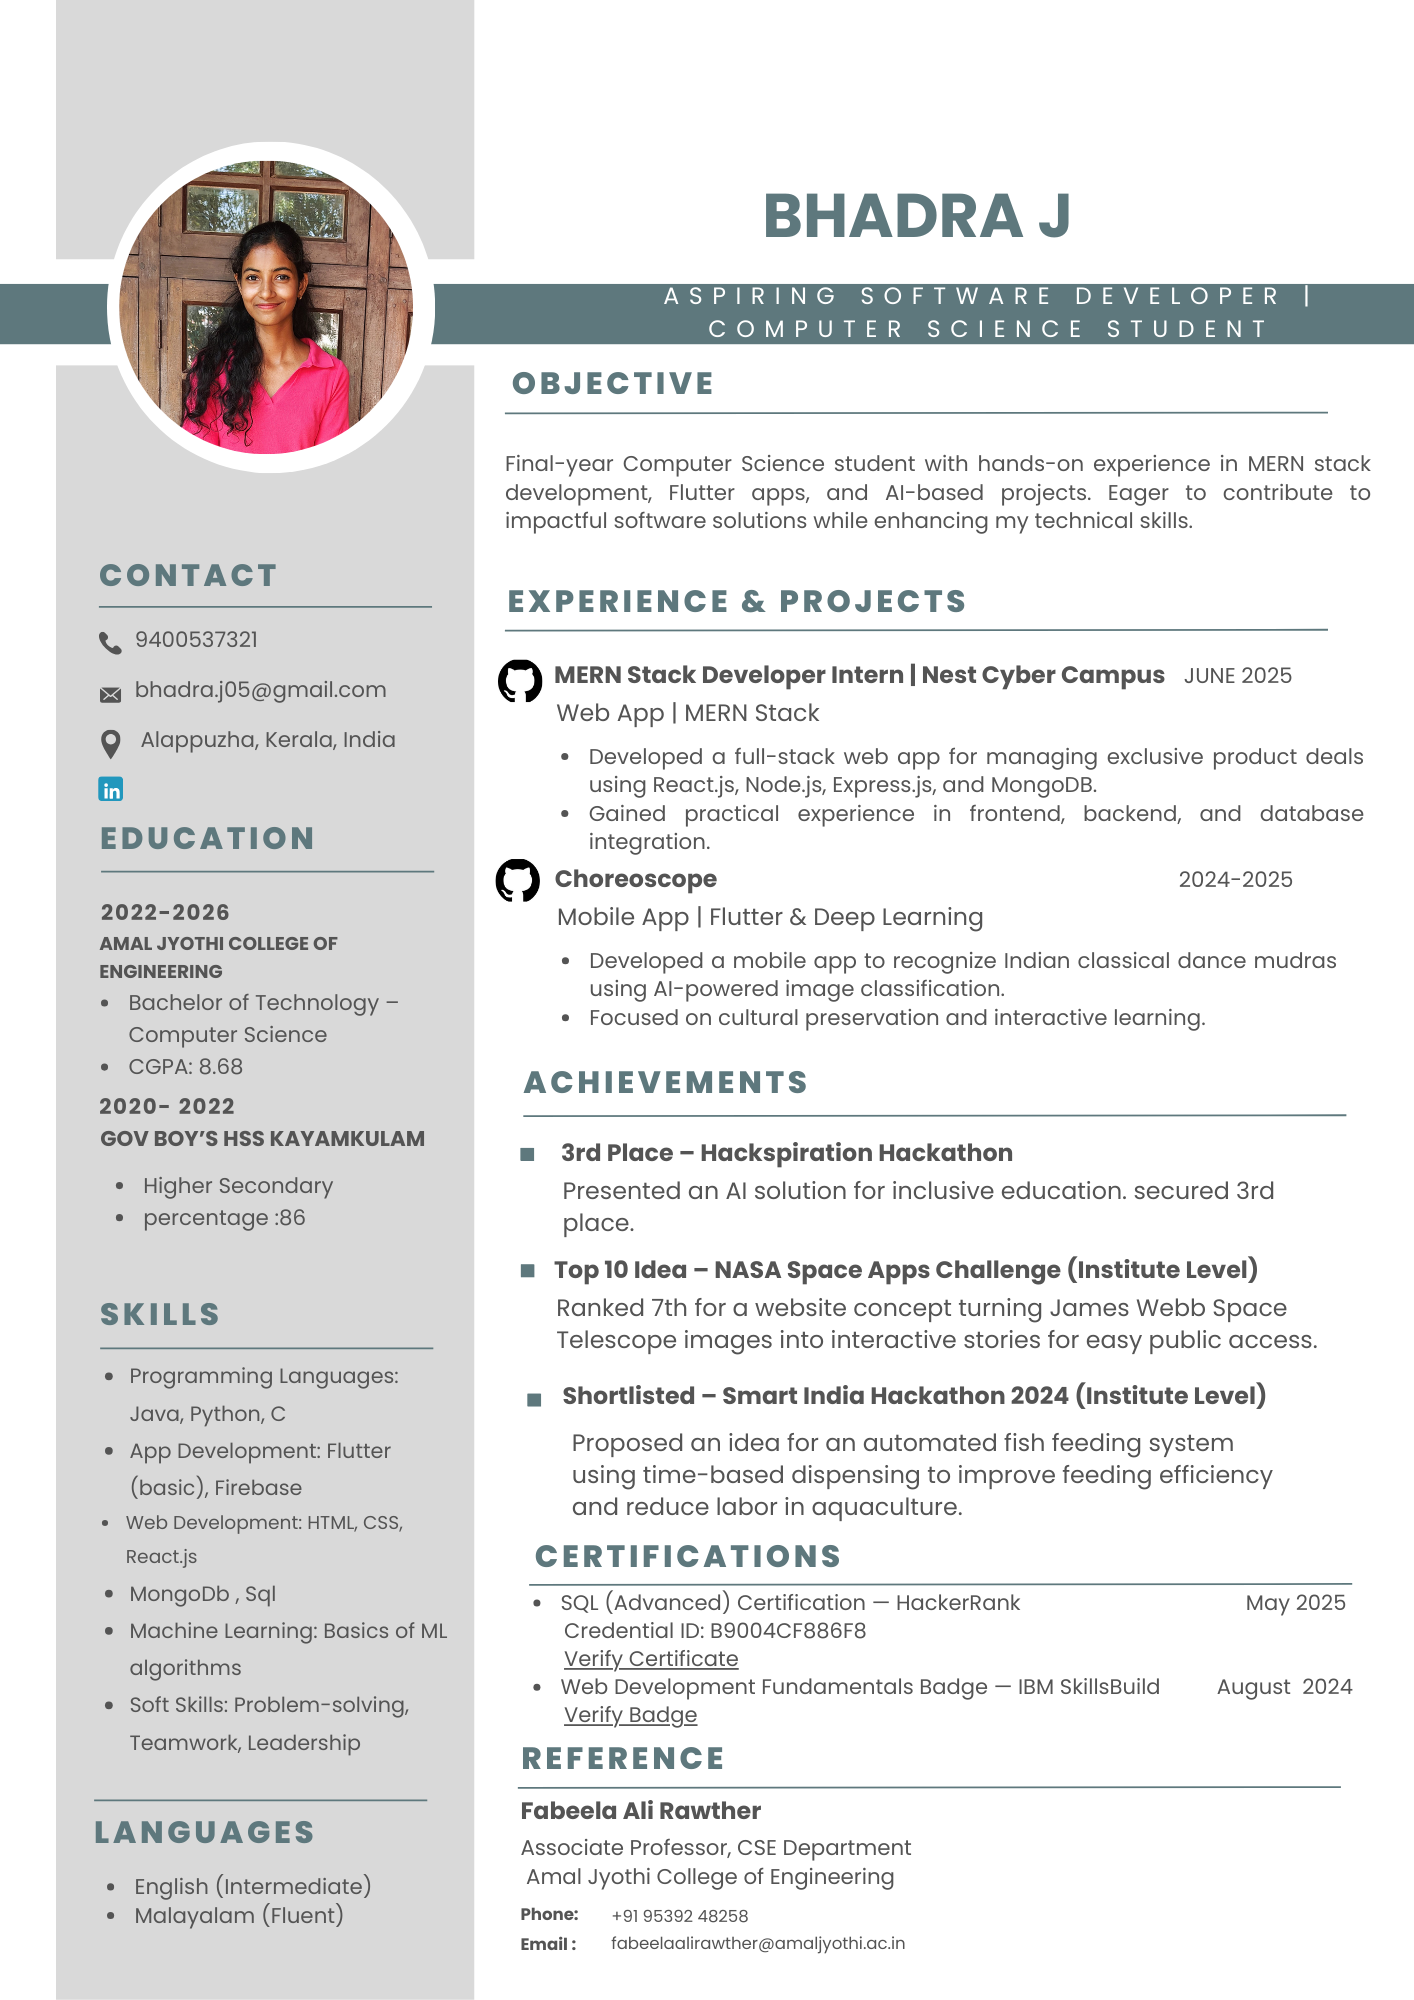 BHADRA J
ASPIRING SOFTWARE DEVELOPER |
COMPUTER SCIENCE STUDENT
CONTACT
9400537321
bhadra.j05@gmail.com
Alappuzha, Kerala, India
in
EDUCATION
2022-2026
AMAL JYOTHI COLLEGE OF
ENGINEERING
• Bachelor of Technology –
Computer Science
• CGPA: 8.68
2020- 2022
GOV BOY’S HSS KAYAMKULAM
• Higher Secondary
• percentage :86
SKILLS
• Programming Languages:
Java, Python, C
• App Development: Flutter
(basic), Firebase
• Web Development: HTML, CSS,
React.js
• MongoDb , Sql
• Machine Learning: Basics of ML
algorithms
• Soft Skills: Problem-solving,
Teamwork, Leadership
LANGUAGES
• English (Intermediate)
• Malayalam (Fluent)
OBJECTIVE
Final-year Computer Science student with hands-on experience in MERN stack
development, Flutter apps, and AI-based projects. Eager to contribute to
impactful software solutions while enhancing my technical skills.
EXPERIENCE & PROJECTS
MERN Stack Developer Intern | Nest Cyber Campus JUNE 2025
Web App | MERN Stack
• Developed a full-stack web app for managing exclusive product deals
using React.js, Node.js, Express.js, and MongoDB.
• Gained practical experience in frontend, backend, and database
integration.
Choreoscope 2024-2025
Mobile App | Flutter & Deep Learning
• Developed a mobile app to recognize Indian classical dance mudras
using AI-powered image classification.
• Focused on cultural preservation and interactive learning.
ACHIEVEMENTS
3rd Place – Hackspiration Hackathon
Presented an AI solution for inclusive education. secured 3rd
place.
Top 10 Idea – NASA Space Apps Challenge (Institute Level)
Ranked 7th for a website concept turning James Webb Space
Telescope images into interactive stories for easy public access.
Shortlisted – Smart India Hackathon 2024 (Institute Level)
Proposed an idea for an automated fish feeding system
using time-based dispensing to improve feeding efficiency
and reduce labor in aquaculture.
CERTIFICATIONS
• SQL (Advanced) Certification — HackerRank May 2025
Credential ID: B9004CF886F8
Verify Certificate
• Web Development Fundamentals Badge — IBM SkillsBuild August 2024
Verify Badge
REFERENCE
Fabeela Ali Rawther
Associate Professor, CSE Department
Amal Jyothi College of Engineering
Phone: +91 95392 48258
Email : fabeelaalirawther@amaljyothi.ac.in